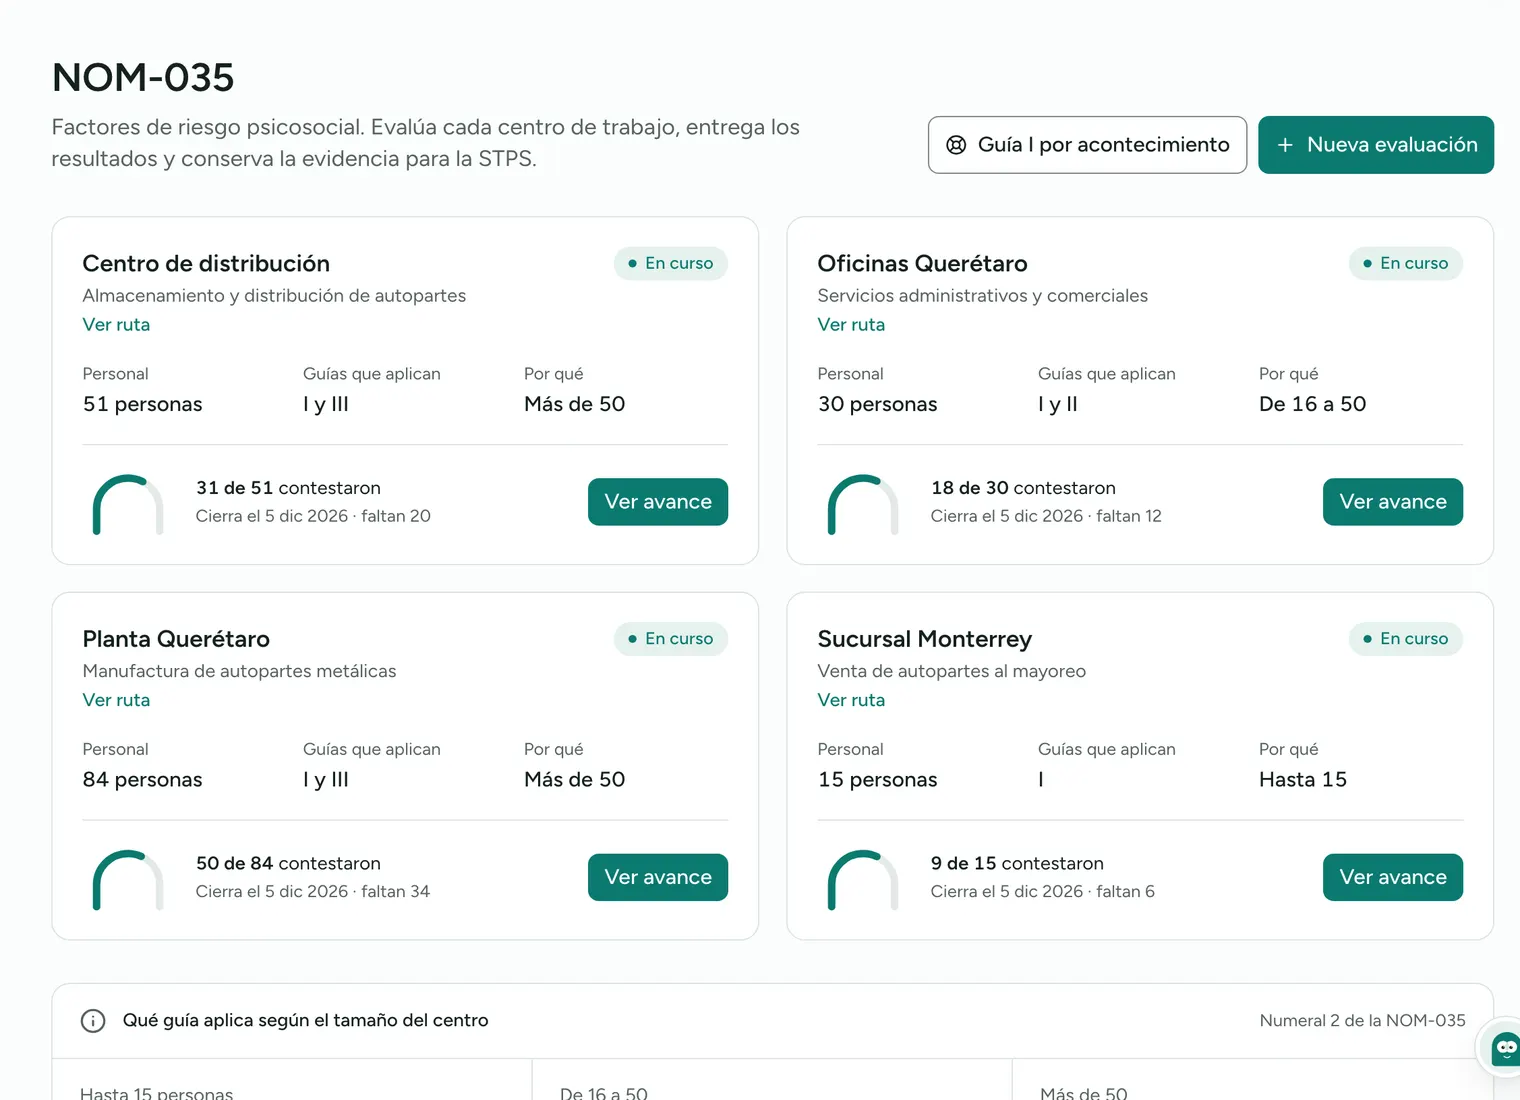 NOM-035
Factores de riesgo psicosocial. Evalúa cada centro de trabajo, entrega los
resultados y conserva la evidencia para la STPS.
Guía I por acontecimiento
+ Nueva evaluación
Centro de distribución
En curso
Almacenamiento y distribución de autopartes
Ver ruta
Personal
Guías que aplican
Por qué
51 personas
I y III
Más de 50
31 de 51 contestaron
Cierra el 5 dic 2026 · faltan 20
Ver avance
Oficinas Querétaro
En curso
Servicios administrativos y comerciales
Ver ruta
Personal
Guías que aplican
Por qué
30 personas
I y II
De 16 a 50
18 de 30 contestaron
Cierra el 5 dic 2026 · faltan 12
Ver avance
Planta Querétaro
En curso
Manufactura de autopartes metálicas
Ver ruta
Personal
Guías que aplican
Por qué
84 personas
I y III
Más de 50
50 de 84 contestaron
Cierra el 5 dic 2026 · faltan 34
Ver avance
Sucursal Monterrey
En curso
Venta de autopartes al mayoreo
Ver ruta
Personal
Guías que aplican
Por qué
15 personas
I
Hasta 15
9 de 15 contestaron
Cierra el 5 dic 2026 · faltan 6
Ver avance
Qué guía aplica según el tamaño del centro
Numeral 2 de la NOM-035
Hasta 15 personas
De 16 a 50
Más de 50